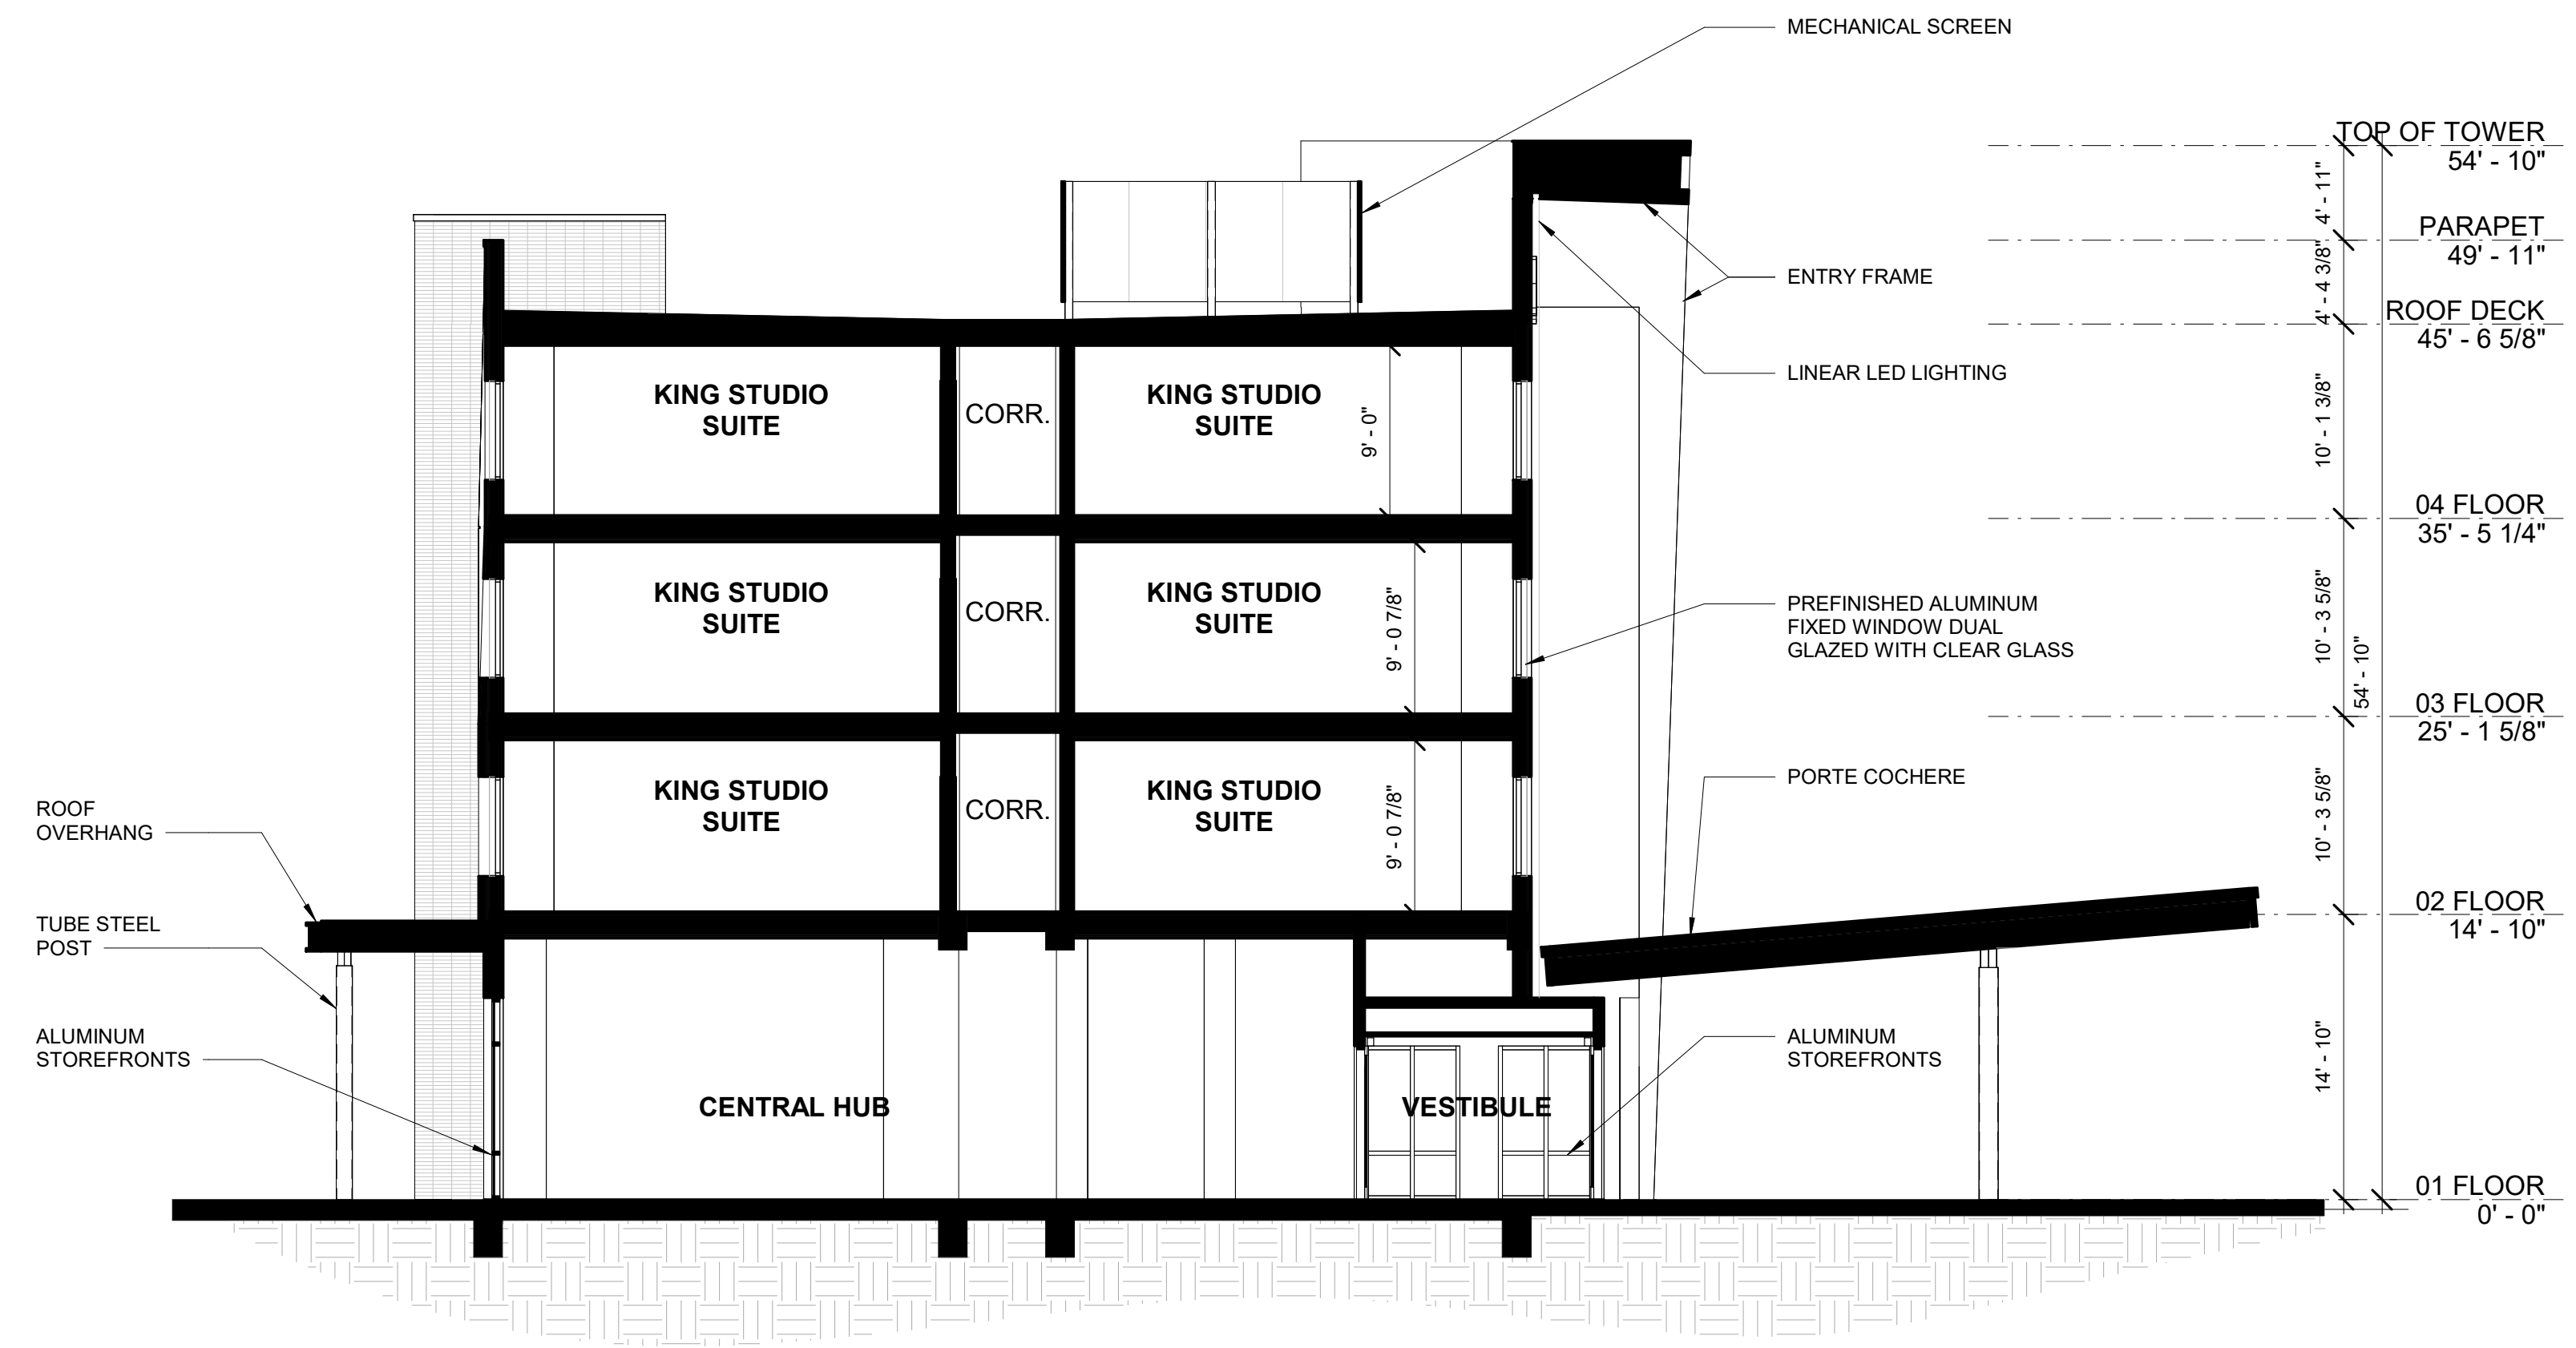 MECHANICAL SCREEN
TOP OF TOWER
54' - 10"
4' - 11"
PARAPET
49' - 11"
4' - 4 3/8"
ENTRY FRAME
ROOF DECK
45' - 6 5/8"
LINEAR LED LIGHTING
KING STUDIO
SUITE
CORR.
KING STUDIO
SUITE
9' - 0"
10' - 1 3/8"
04 FLOOR
35' - 5 1/4"
KING STUDIO
SUITE
CORR.
KING STUDIO
SUITE
9' - 0 7/8"
PREFINISHED ALUMINUM
FIXED WINDOW DUAL
GLAZED WITH CLEAR GLASS
10' - 3 5/8"
54' - 10"
03 FLOOR
25' - 1 5/8"
KING STUDIO
SUITE
CORR.
KING STUDIO
SUITE
9' - 0 7/8"
PORTE COCHERE
10' - 3 5/8"
ROOF
OVERHANG
02 FLOOR
14' - 10"
TUBE STEEL
POST
ALUMINUM
STOREFRONTS
ALUMINUM
STOREFRONTS
14' - 10"
CENTRAL HUB
VESTIBULE
01 FLOOR
0' - 0"